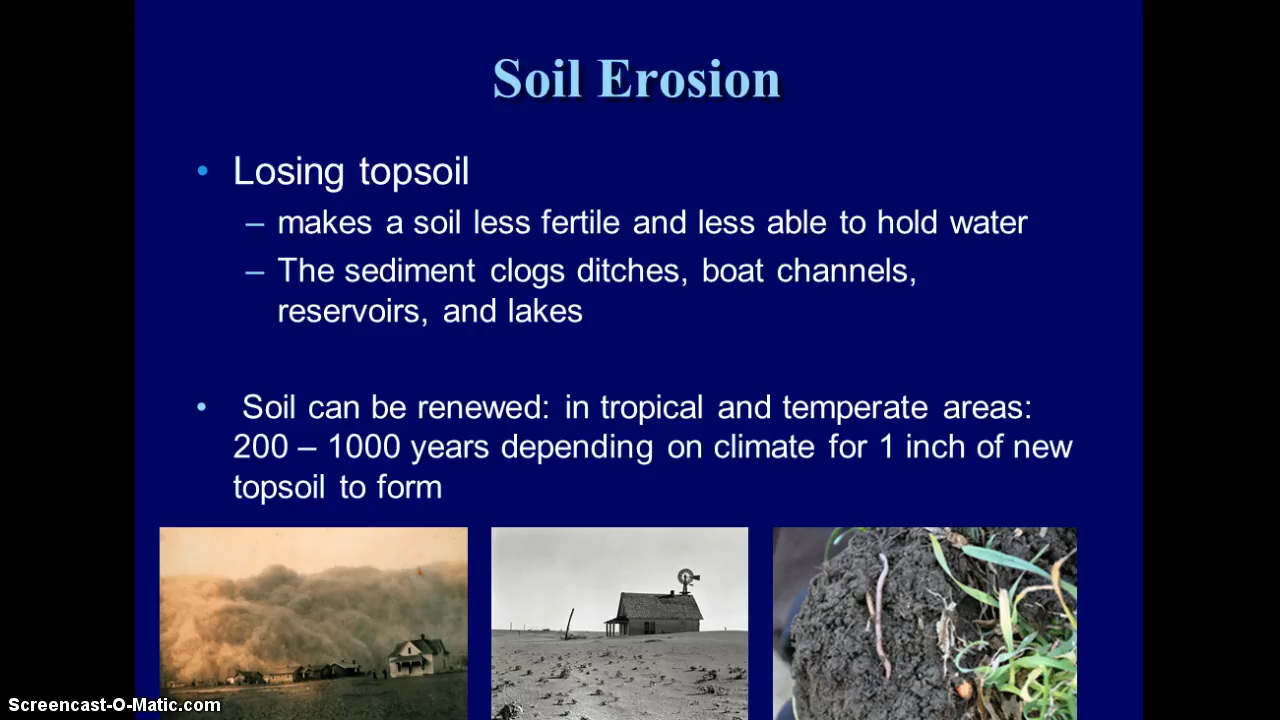 Soil Erosion
• Losing topsoil
– makes a soil less fertile and less able to hold water
– The sediment clogs ditches, boat channels,
reservoirs, and lakes
• Soil can be renewed: in tropical and temperate areas:
200 – 1000 years depending on climate for 1 inch of new
topsoil to form
Screencast-O-Matic.com